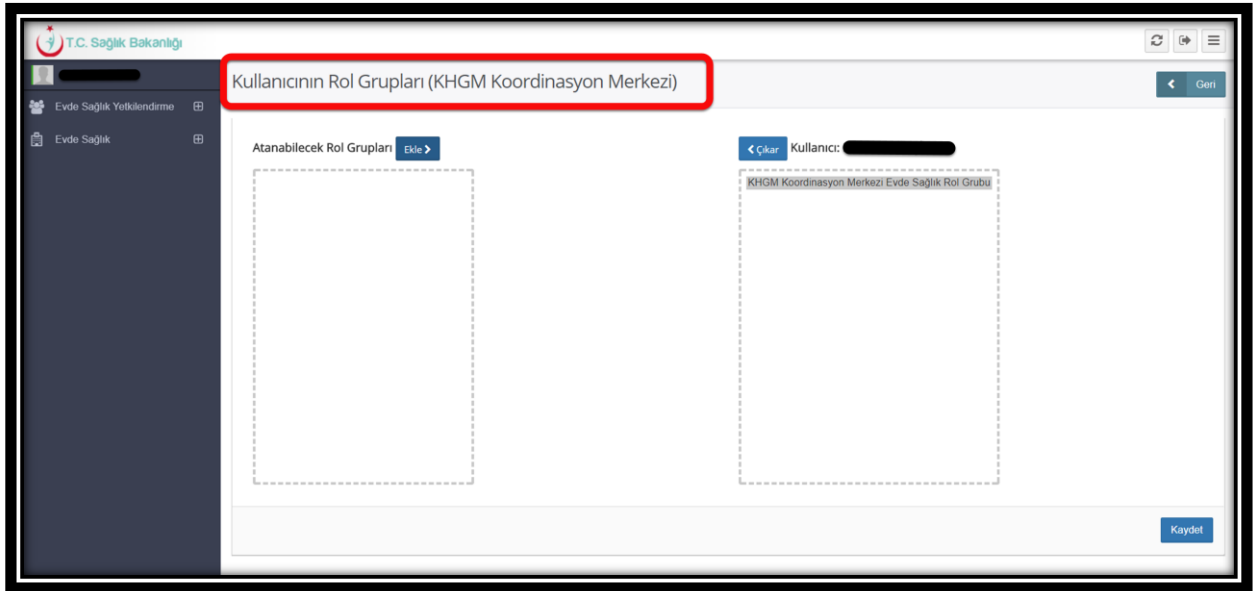 T.C. Sağlık Bakanlığı
Kullanıcının Rol Grupları (KHGM Koordinasyon Merkezi)
Geri
Evde Sağlık Yetkilendirme
Evde Sağlık
Atanabilecek Rol Grupları Ekle
Çıkar Kullanıcı:
KHGM Koordinasyon Merkezi Evde Sağlık Rol Grubu
Kaydet